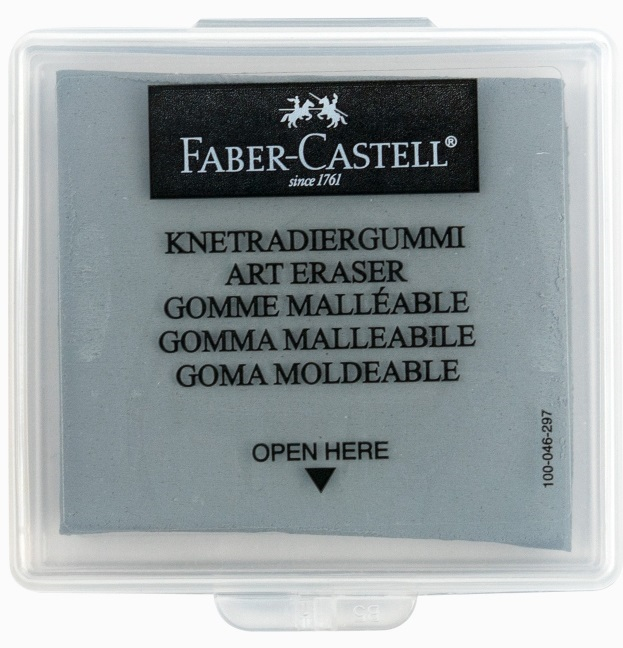 FABER-CASTELL®
since 1761
KNETRADIERGUMMI
ART ERASER
GOMME MALLÉABLE
GOMMA MALLEABILE
GOMA MOLDEABLE
OPEN HERE
100-046-297